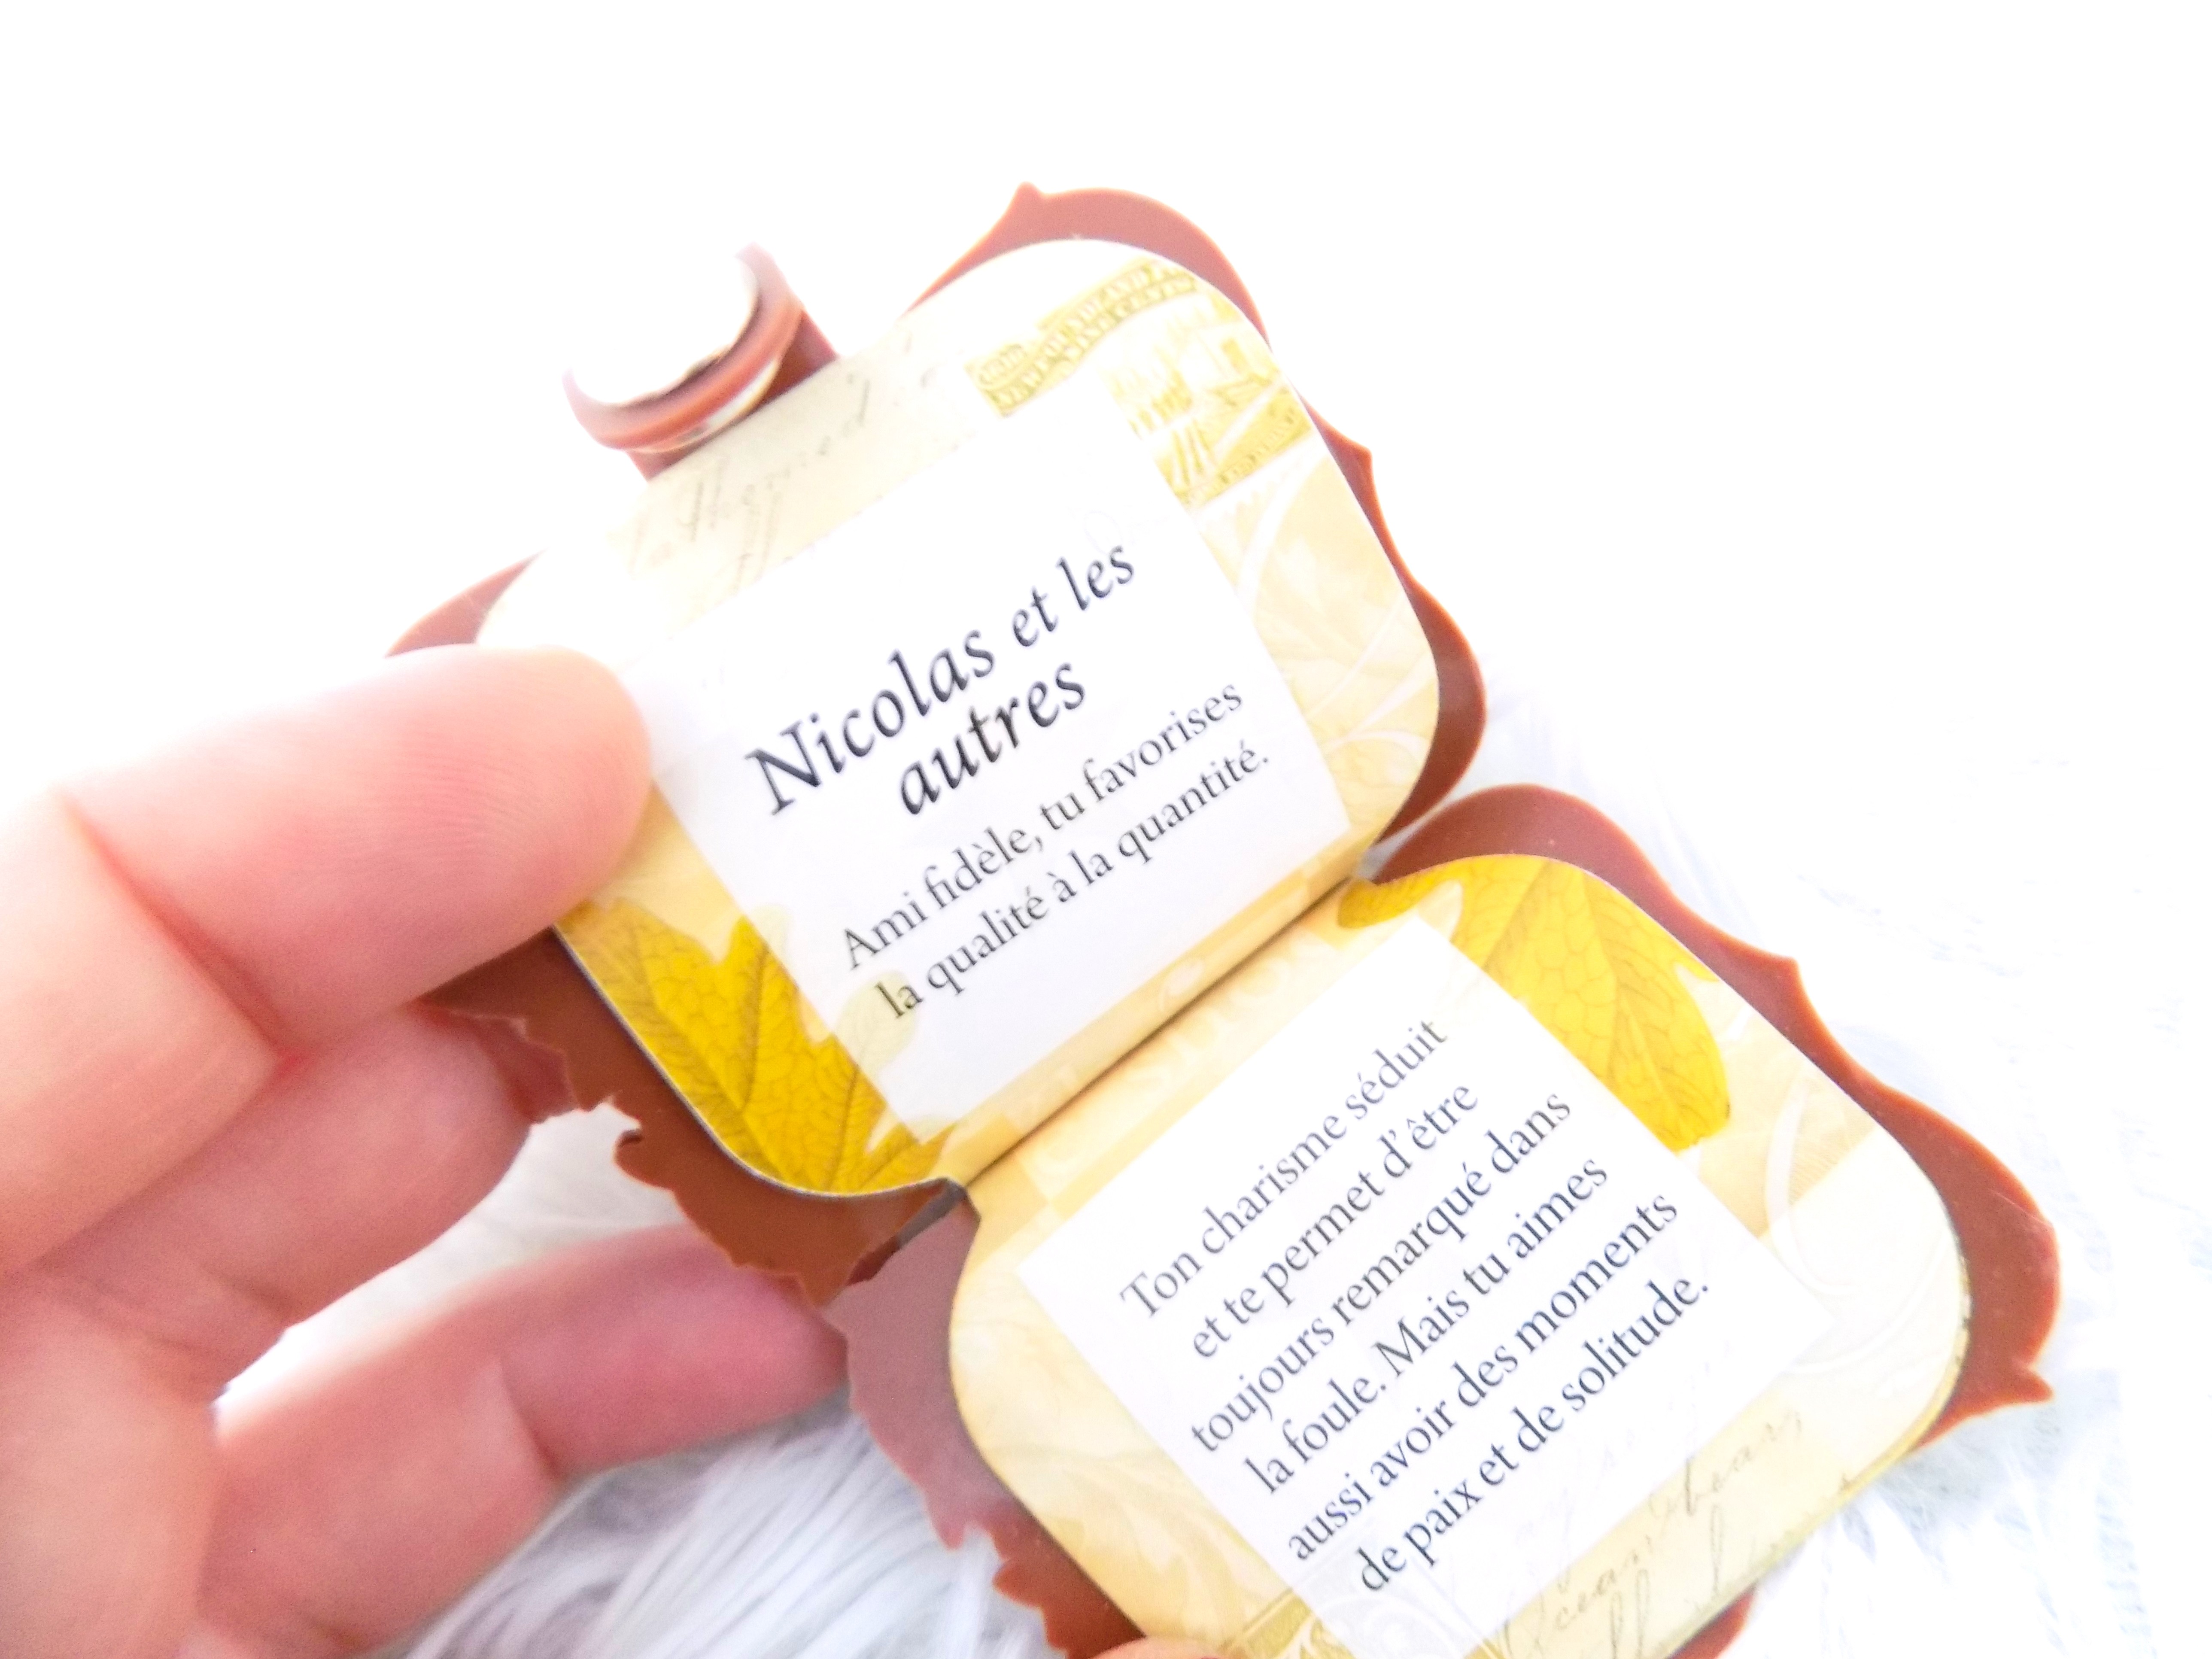 Nicolas et les
autres
Ami fidèle, tu favorises
la qualité à la quantité.
Ton charisme séduit
et te permet d'être
toujours remarqué dans
la foule. Mais tu aimes
aussi avoir des moments
de paix et de solitude.